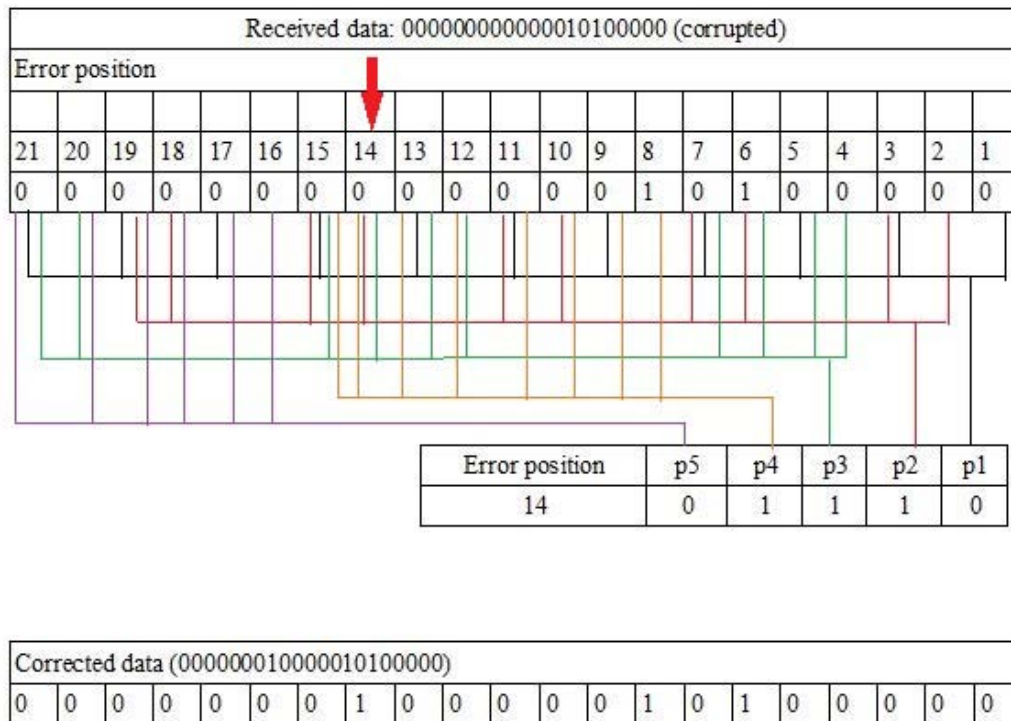 Received data: 000000000000010100000 (corrupted)
Error position
21 20 19 18 17 16 15 14 13 12 11 10 9 8 7 6 5 4 3 2 1
0 0 0 0 0 0 0 0 0 0 0 0 0 1 0 1 0 0 0 0 0
Error position p5 p4 p3 p2 p1
14 0 1 1 1 0
Corrected data (000000010000010100000)
0 0 0 0 0 0 0 1 0 0 0 0 0 1 0 1 0 0 0 0 0